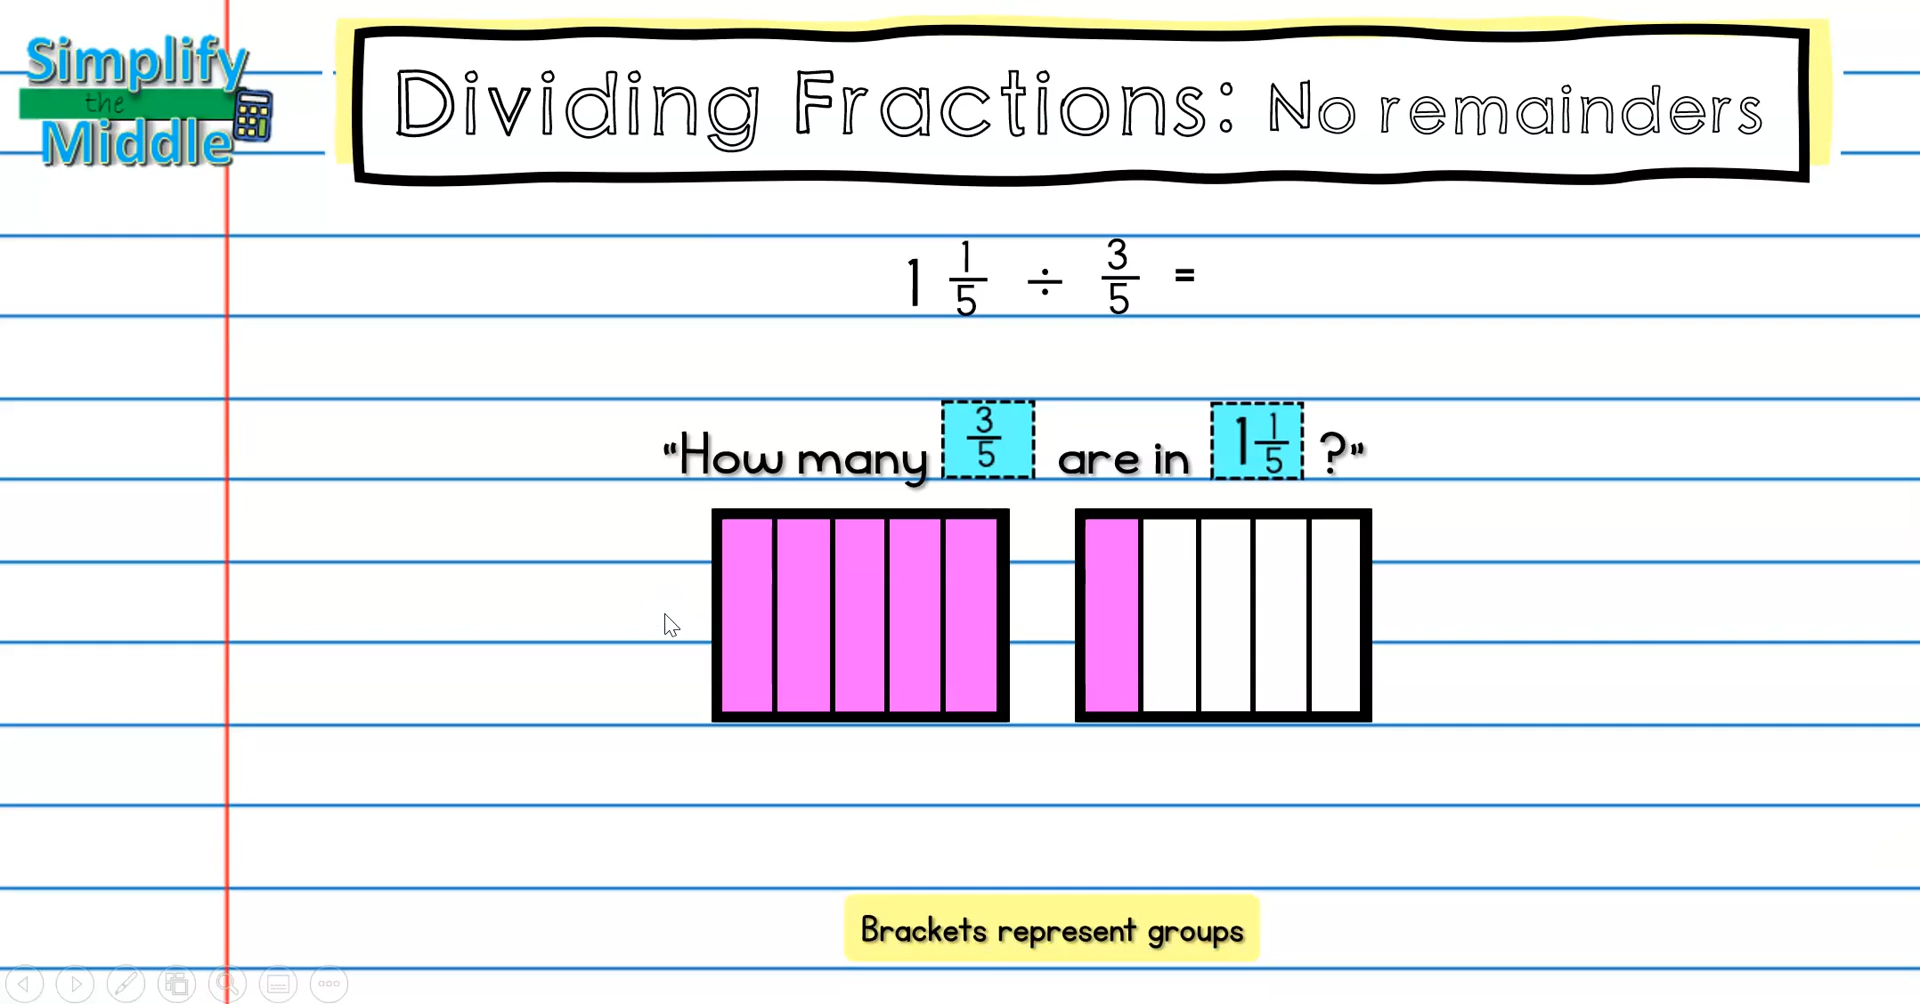 Simplify
the
Middle
Dividing Fractions: No remainders
1 1/5 ÷ 3/5 =
“How many 3/5 are in 1 1/5 ?”
Brackets represent groups